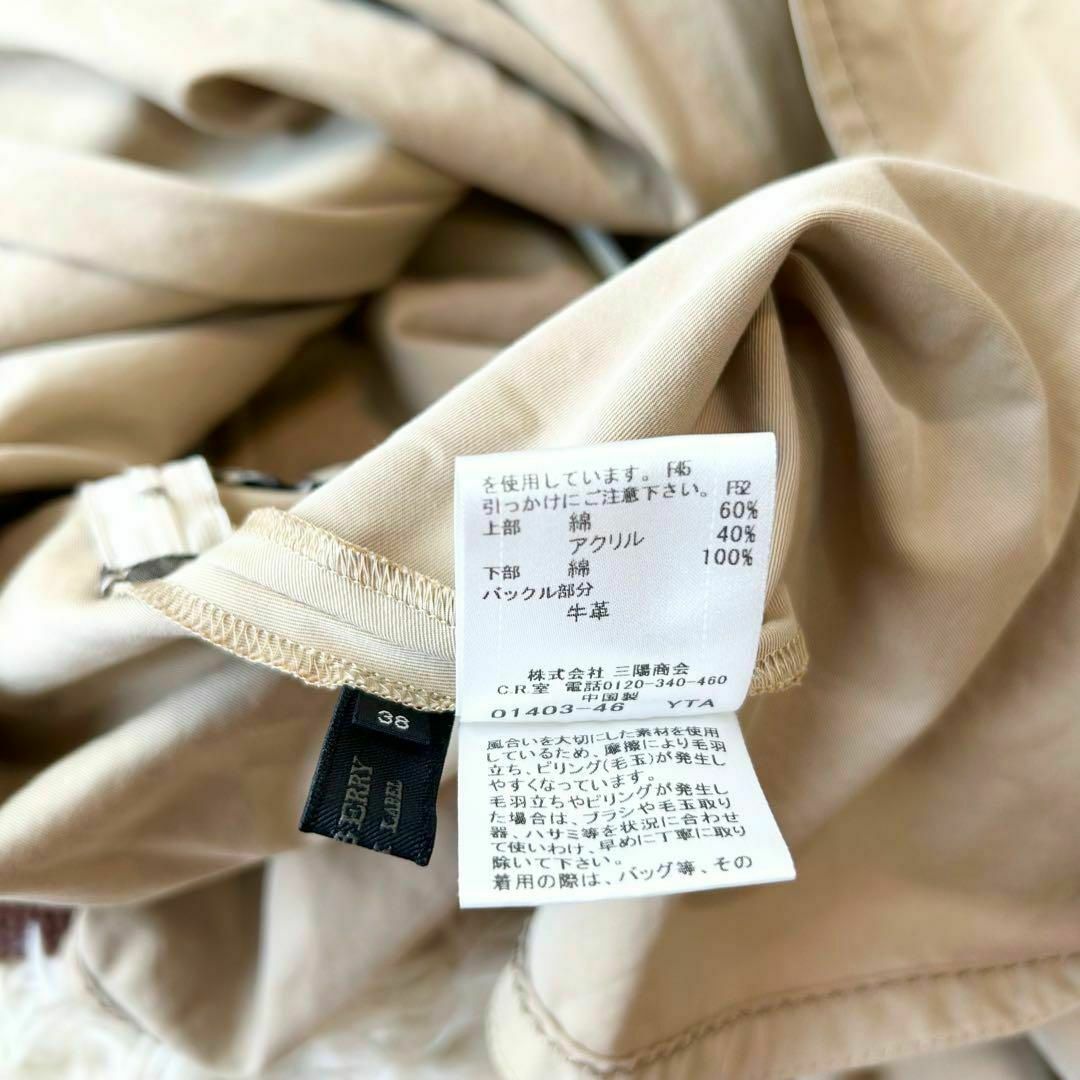 を使用しています。 F45
引っかけにご注意下さい。 F52
上部 綿 60%
アクリル 40%
下部 綿 100%
バックル部分
牛革
株式会社 三陽商会
C.R.室 電話0120-340-460
中国製
01403-46 YTA
風合いを大切にした素材を使用
しているため、摩擦により毛羽
立ち、ピリング(毛玉)が発生し
やすくなっています。
毛羽立ちやピリングが発生し
た場合は、ブラシや毛玉取り
器、ハサミ等を状況に合わせ
て使いわけ、早めに丁寧に取り
除いて下さい。
着用の際は、バッグ等、その
38
BERRY
LABEL